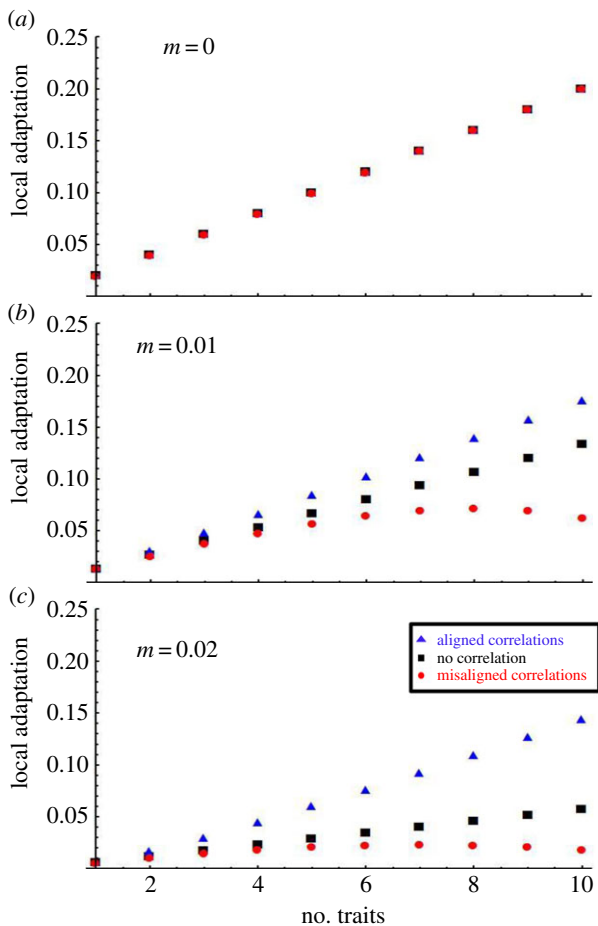 (a)
m = 0
0.25
0.20
0.15
0.10
0.05
local adaptation
(b)
m = 0.01
0.25
0.20
0.15
0.10
0.05
local adaptation
(c)
m = 0.02
0.25
0.20
0.15
0.10
0.05
local adaptation
aligned correlations
no correlation
misaligned correlations
2 4 6 8 10
no. traits